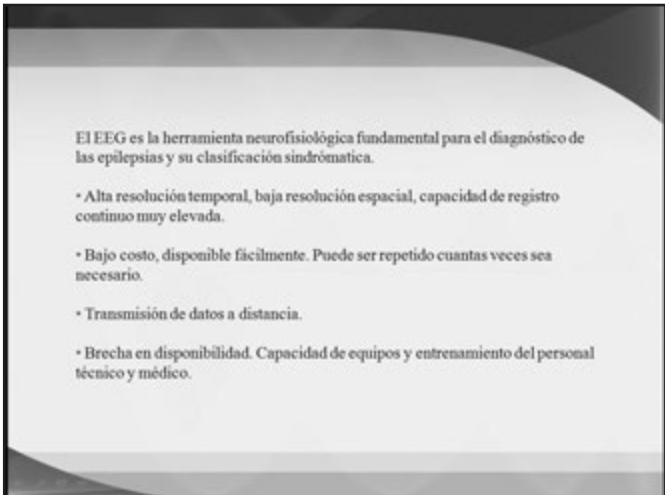 El EEG es la herramienta neurofisiológica fundamental para el diagnóstico de
las epilepsias y su clasificación sindrómatica.
• Alta resolución temporal, baja resolución espacial, capacidad de registro
continuo muy elevada.
• Bajo costo, disponible fácilmente. Puede ser repetido cuantas veces sea
necesario.
• Transmisión de datos a distancia.
• Brecha en disponibilidad. Capacidad de equipos y entrenamiento del personal
técnico y médico.